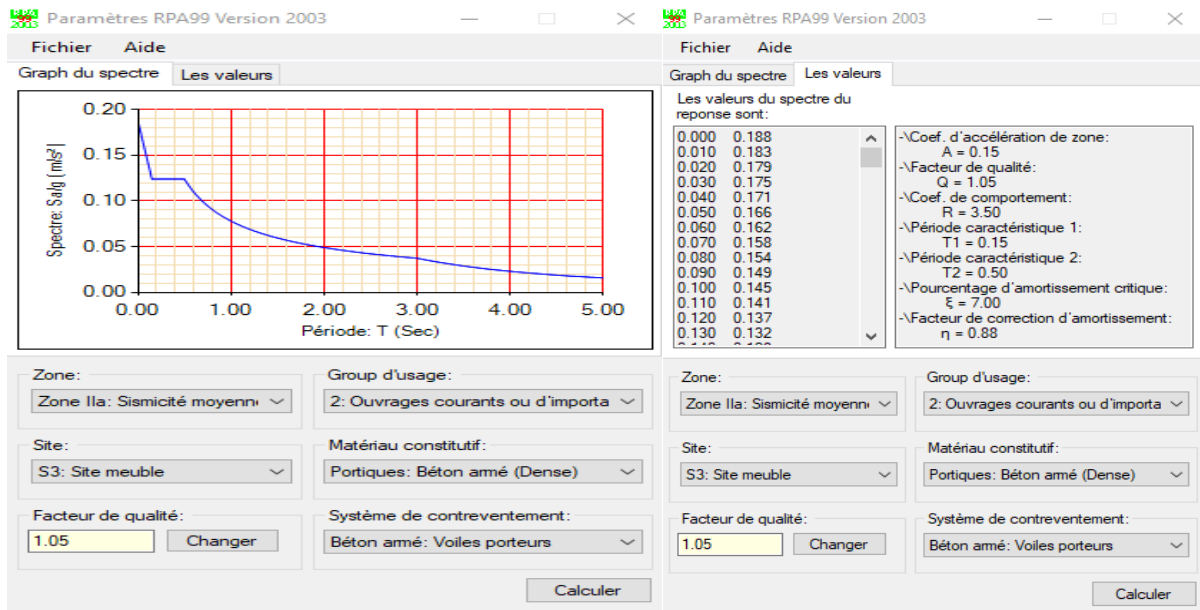 RPA
99
2003
Paramètres RPA99 Version 2003
Fichier Aide
Graph du spectre Les valeurs
Spectre: Sa/g [m/s²]
0.20
0.15
0.10
0.05
0.00
0.00 1.00 2.00 3.00 4.00 5.00
Période: T (Sec)
Zone:
Zone IIa: Sismicité moyenn
Group d'usage:
2: Ouvrages courants ou d'importa
Site:
S3: Site meuble
Matériau constitutif:
Portiques: Béton armé (Dense)
Facteur de qualité:
1.05 Changer
Système de contreventement:
Béton armé: Voiles porteurs
Calculer
RPA
99
2003
Paramètres RPA99 Version 2003
Fichier Aide
Graph du spectre Les valeurs
Les valeurs du spectre du
reponse sont:
0.000 0.188
0.010 0.183
0.020 0.179
0.030 0.175
0.040 0.171
0.050 0.166
0.060 0.162
0.070 0.158
0.080 0.154
0.090 0.149
0.100 0.145
0.110 0.141
0.120 0.137
0.130 0.132
-\Coef. d'accélération de zone:
A = 0.15
-\Facteur de qualité:
Q = 1.05
-\Coef. de comportement:
R = 3.50
-\Période caractéristique 1:
T1 = 0.15
-\Période caractéristique 2:
T2 = 0.50
-\Pourcentage d'amortissement critique:
ξ = 7.00
-\Facteur de correction d'amortissement:
η = 0.88
Zone:
Zone IIa: Sismicité moyenn
Group d'usage:
2: Ouvrages courants ou d'importa
Site:
S3: Site meuble
Matériau constitutif:
Portiques: Béton armé (Dense)
Facteur de qualité:
1.05 Changer
Système de contreventement:
Béton armé: Voiles porteurs
Calculer